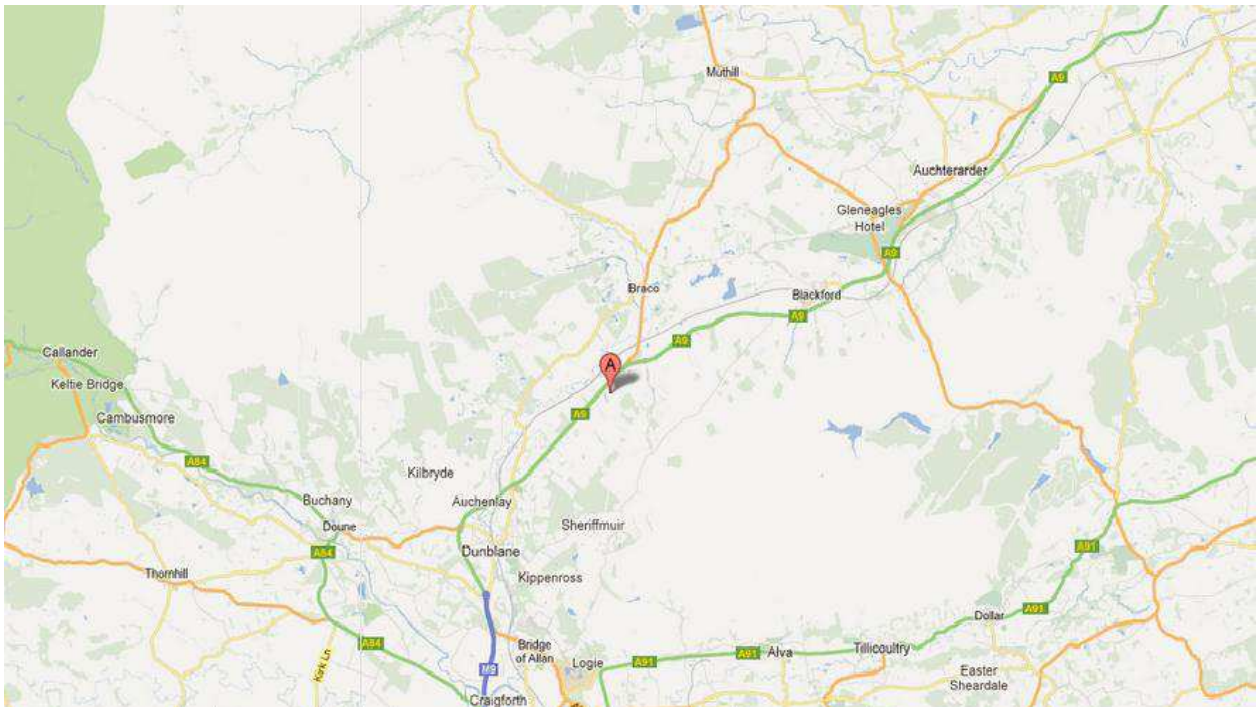 A9
Muthill
Auchterarder
Gleneagles
Hotel
A9
Braco
Blackford
A9
A9
Callander
A
Keltie Bridge
A9
Cambusmore
A84
Kilbryde
Buchany
Auchenlay
Doune
Sheriffmuir
A84
Dunblane
A91
Thornhill
Kippenross
A91
Dollar
A84
Bridge
of Allan
Kirk Ln
Logie
A91
A91
Alva
Tillicoultry
M9
Easter
Sheardale
Craigforth